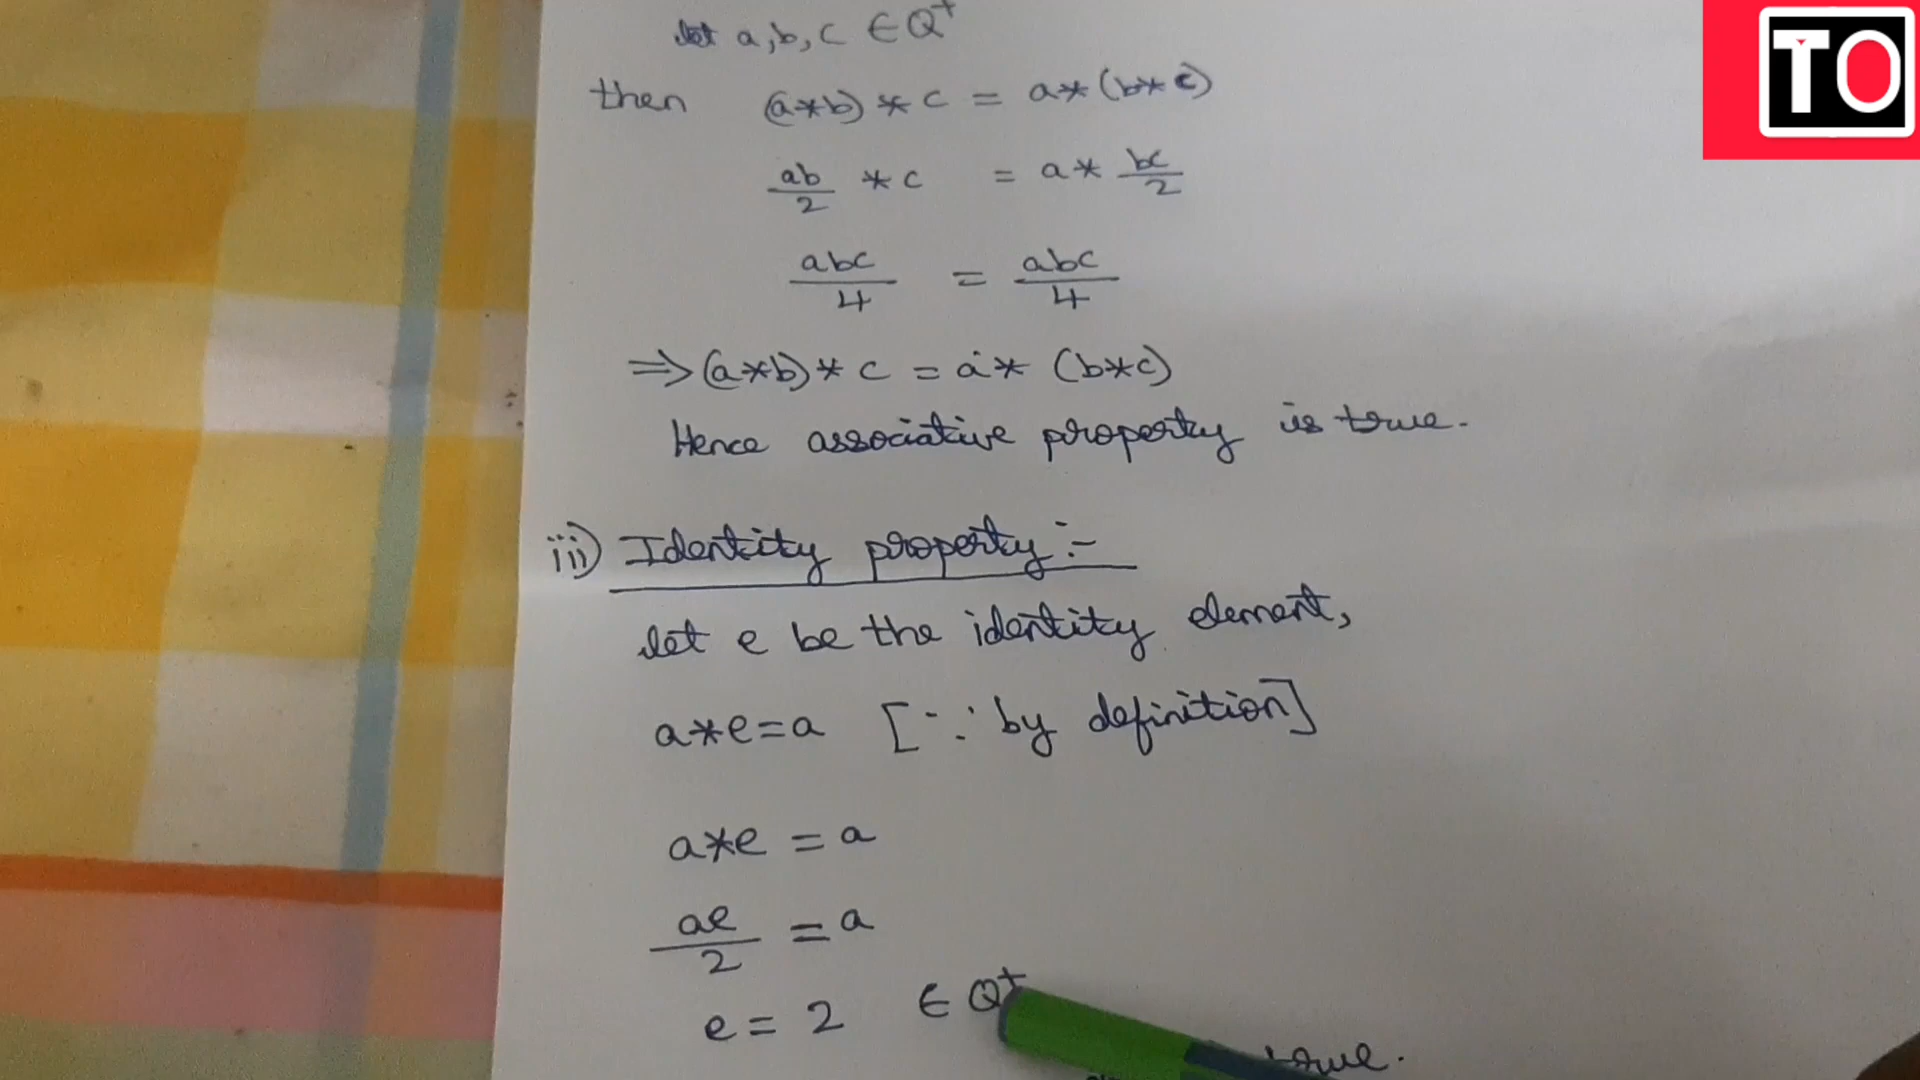 let a,b,c ∈ Q⁺
TO
then (a*b) * c = a* (b* c)
ab/2 * c = a* bc/2
abc/4 = abc/4
⇒ (a*b) * c = a * (b*c)
Hence associative property is true.
iii) Identity property :-
let e be the identity element,
a*e=a [∵ by definition]
a*e = a
ae/2 = a
e = 2 ∈ Q⁺
true.